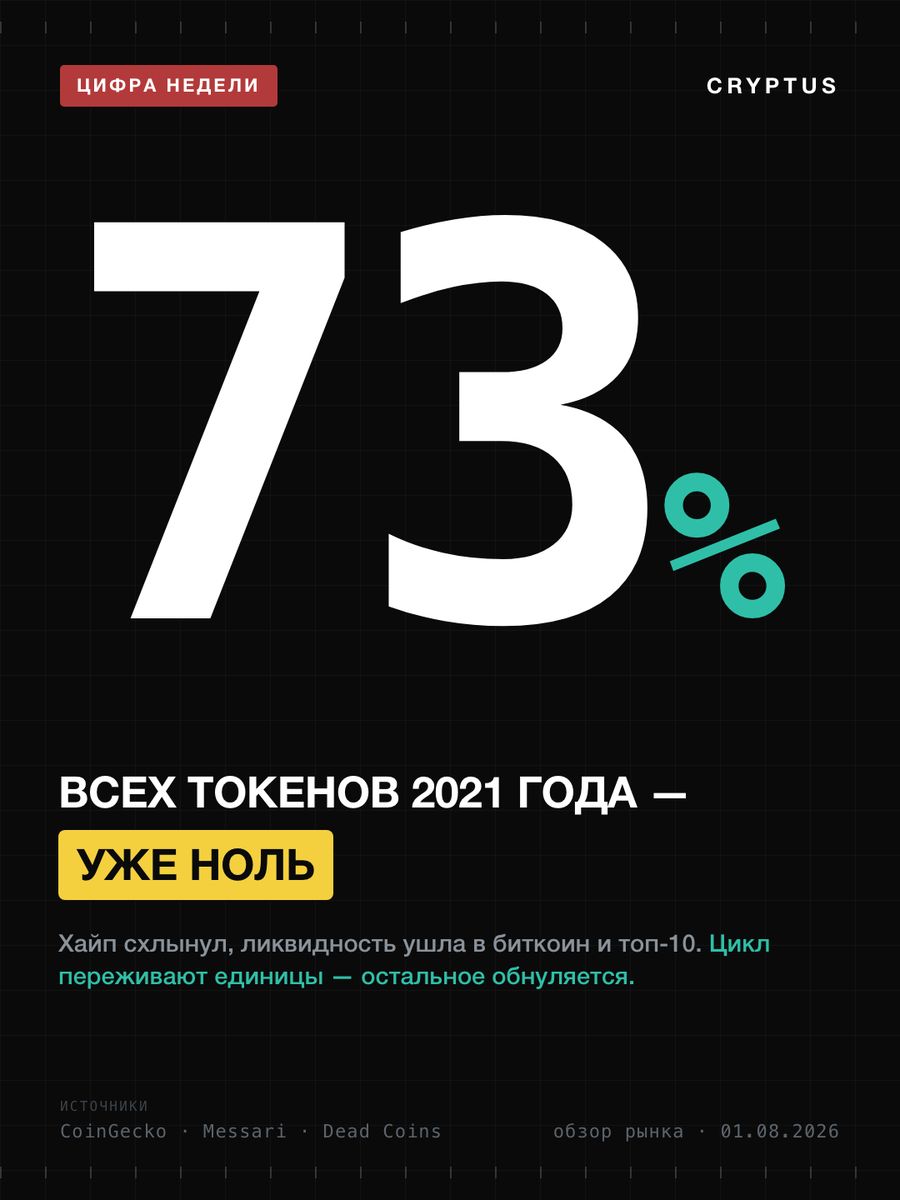 ЦИФРА НЕДЕЛИ
CRYPTUS
73%
ВСЕХ ТОКЕНОВ 2021 ГОДА —
УЖЕ НОЛЬ
Хайп схлынул, ликвидность ушла в биткоин и топ-10. Цикл
переживают единицы — остальное обнуляется.
ИСТОЧНИКИ
CoinGecko · Messari · Dead Coins
обзор рынка · 01.08.2026